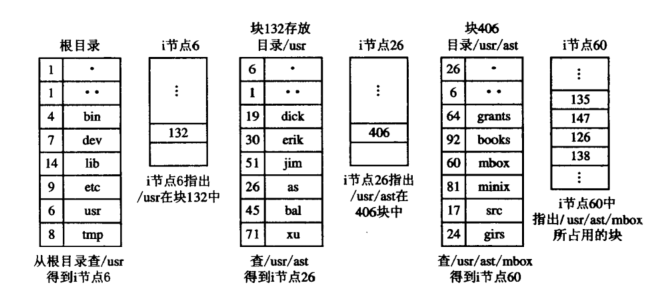 根目录
1 •
1 • •
4 bin
7 dev
14 lib
9 etc
6 usr
8 tmp
从根目录查/usr
得到i节点6
i节点6
⋮
132
i节点6指出
/usr在块132中
块132存放
目录/usr
6 •
1 • •
19 dick
30 erik
51 jim
26 as
45 bal
71 xu
查/usr/ast
得到i节点26
i节点26
⋮
406
i节点26指出
/usr/ast在
406块中
块406
目录/usr/ast
26 •
6 • •
64 grants
92 books
60 mbox
81 minix
17 src
24 girs
查/usr/ast/mbox
得到i节点60
i节点60
⋮
135
147
126
138
⋮
i节点60中
指出/usr/ast/mbox
所占用的块